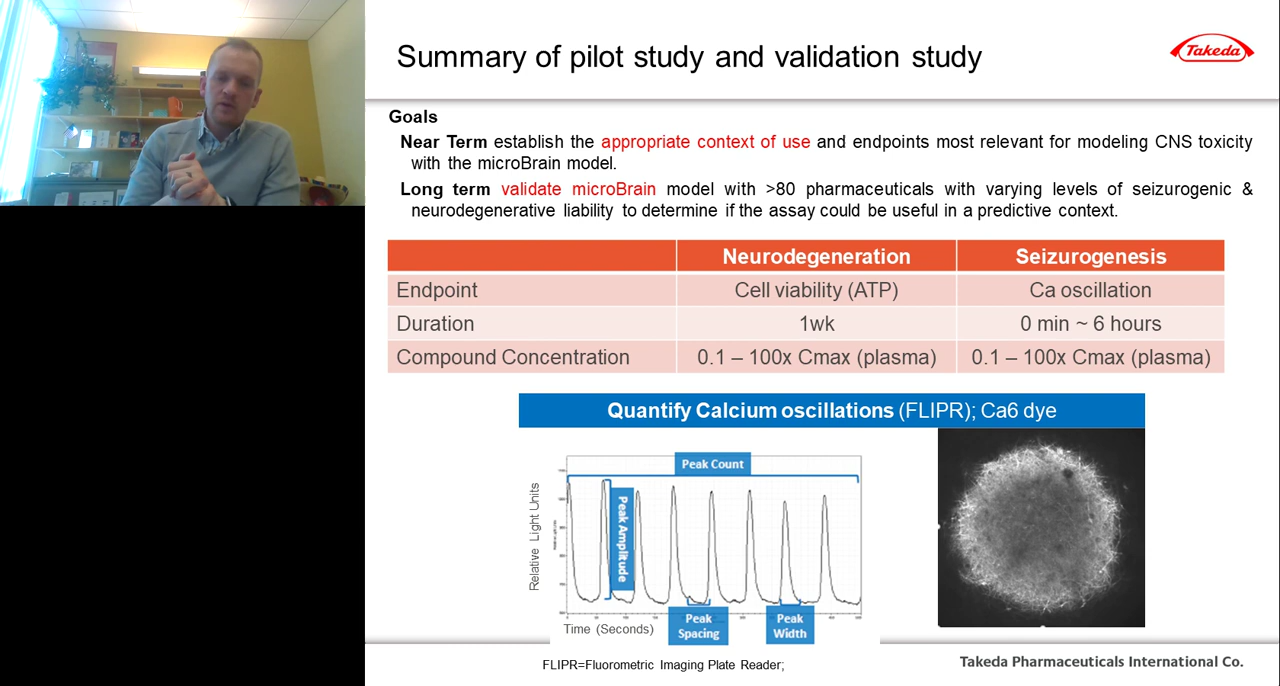 Summary of pilot study and validation study
Takeda
Goals
Near Term establish the appropriate context of use and endpoints most relevant for modeling CNS toxicity
with the microBrain model.
Long term validate microBrain model with >80 pharmaceuticals with varying levels of seizurogenic &
neurodegenerative liability to determine if the assay could be useful in a predictive context.
Neurodegeneration Seizurogenesis
Endpoint Cell viability (ATP) Ca oscillation
Duration 1wk 0 min ~ 6 hours
Compound Concentration 0.1 – 100x Cmax (plasma) 0.1 – 100x Cmax (plasma)
Quantify Calcium oscillations (FLIPR); Ca6 dye
Peak Count
Relative Light Units
Peak Amplitude
Peak
Spacing
Peak
Width
Time (Seconds)
FLIPR=Fluorometric Imaging Plate Reader;
Takeda Pharmaceuticals International Co.